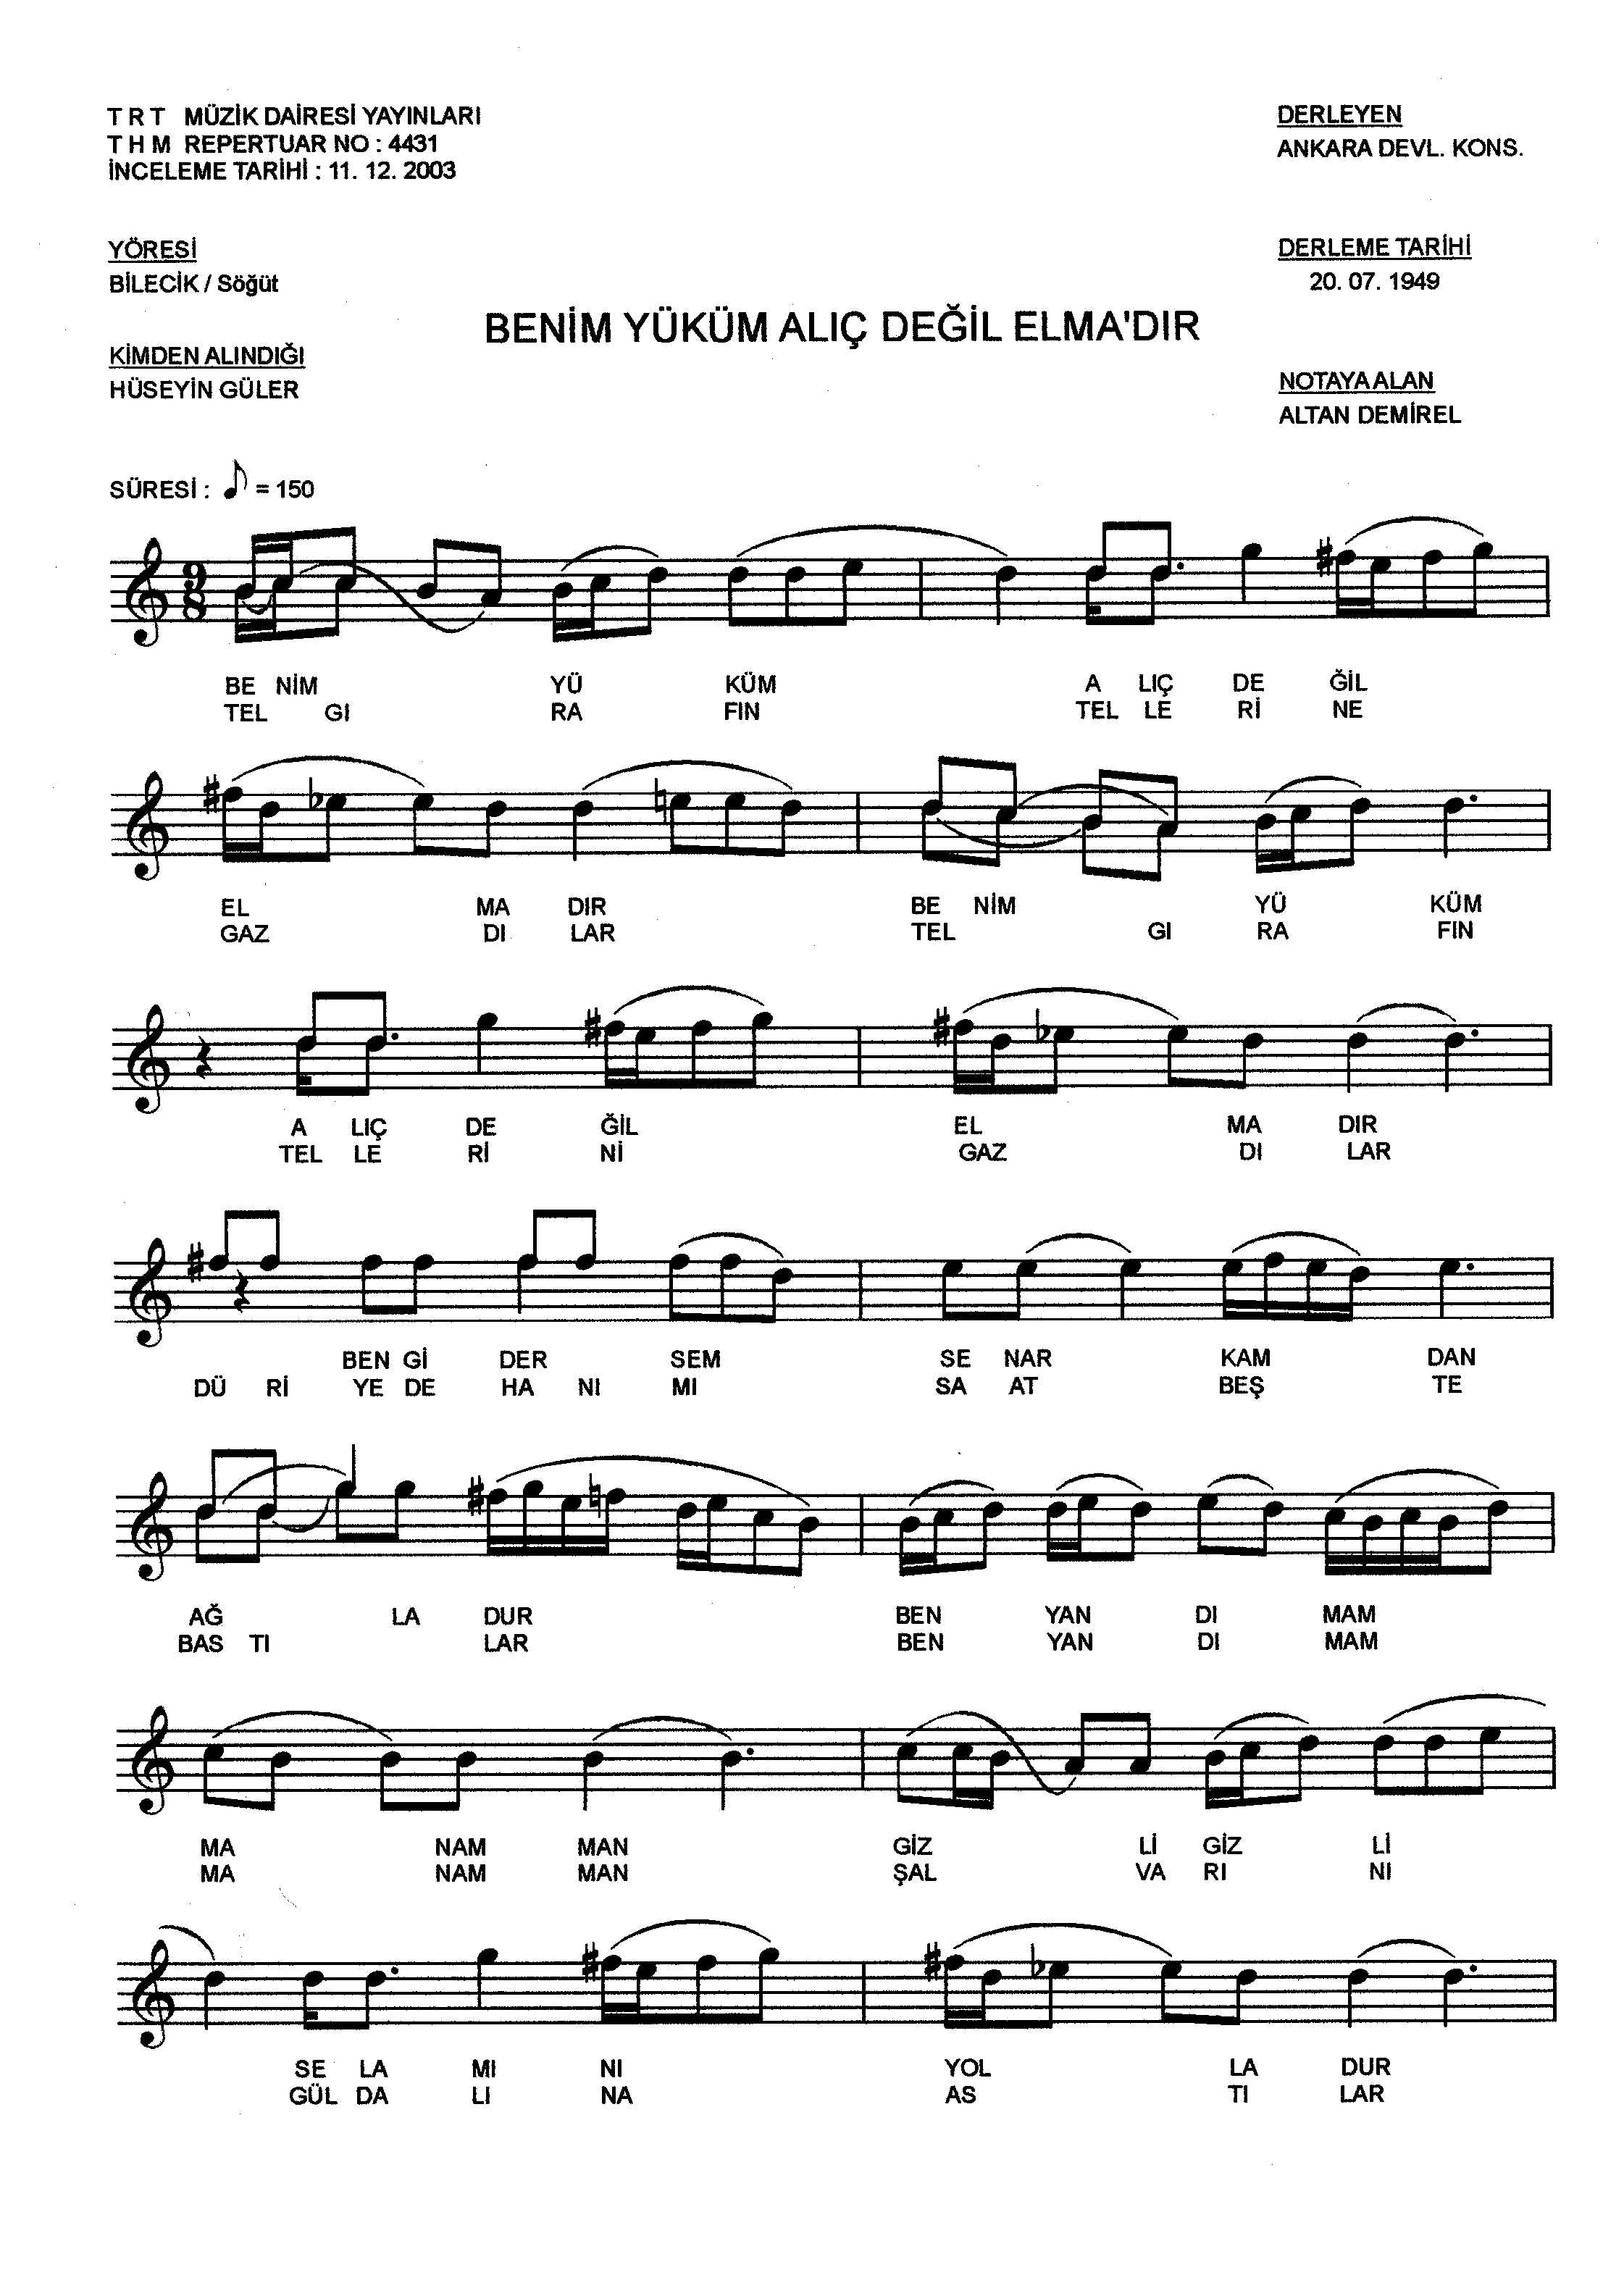 T R T MÜZİK DAİRESİ YAYINLARI
T H M REPERTUAR NO : 4431
İNCELEME TARİHİ : 11. 12. 2003
DERLEYEN
ANKARA DEVL. KONS.
YÖRESİ
BİLECİK / Söğüt
DERLEME TARİHİ
20. 07. 1949
BENİM YÜKÜM ALIÇ DEĞİL ELMA'DIR
KİMDEN ALINDIĞI
HÜSEYİN GÜLER
NOTAYA ALAN
ALTAN DEMİREL
SÜRESİ : ♪ = 150
9
8
BE NİM YÜ KÜM A LIÇ DE ĞİL
TEL GI RA FIN TEL LE Rİ NE
EL MA DIR BE NİM YÜ KÜM
GAZ DI LAR TEL GI RA FIN
A LIÇ DE ĞİL EL MA DIR
TEL LE Rİ Nİ GAZ DI LAR
BEN Gİ DER SEM SE NAR KAM DAN
DÜ Rİ YE DE HA NI MI SA AT BEŞ TE
AĞ LA DUR BEN YAN DI MAM
BAS TI LAR BEN YAN DI MAM
MA NAM MAN GİZ Lİ GİZ Lİ
MA NAM MAN ŞAL VA RI NI
SE LA MI NI YOL LA DUR
GÜL DA LI NA AS TI LAR